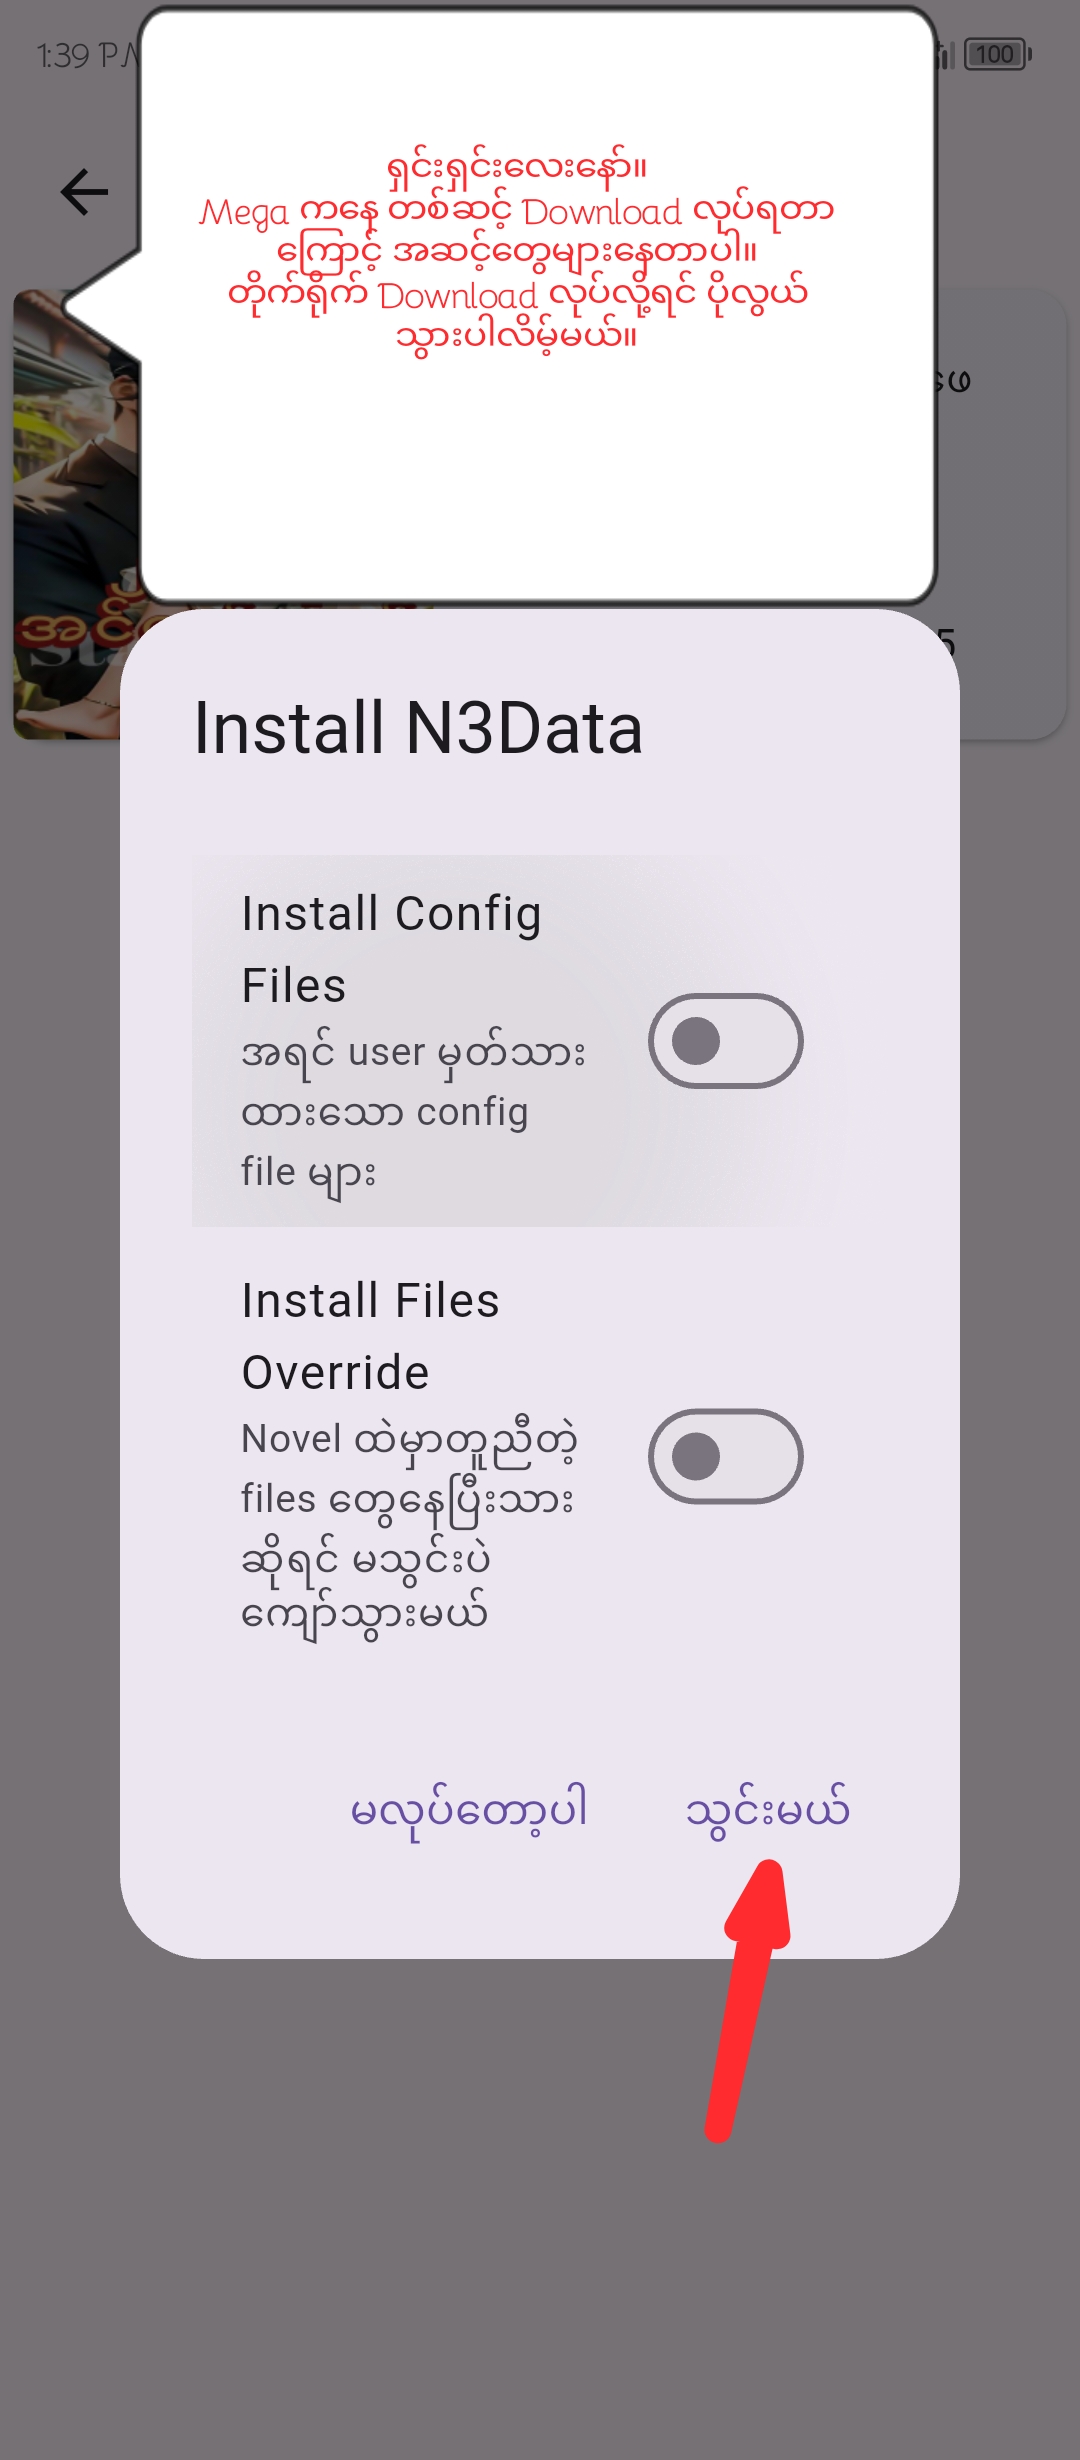 1:39 PM
100
ရှင်းရှင်းလေးနော်။
Mega ကနေ တစ်ဆင့် Download လုပ်ရတာ
ကြောင့် အဆင့်တွေများနေတာပါ။
တိုက်ရိုက် Download လုပ်လို့ရင် ပိုလွယ်
သွားပါလိမ့်မယ်။
Install N3Data
Install Config
Files
အရင် user မှတ်သား
ထားသော config
file များ
Install Files
Override
Novel ထဲမှာတူညီတဲ့
files တွေနေပြီးသား
ဆိုရင် မသွင်းပဲ
ကျော်သွားမယ်
မလုပ်တော့ပါ
သွင်းမယ်